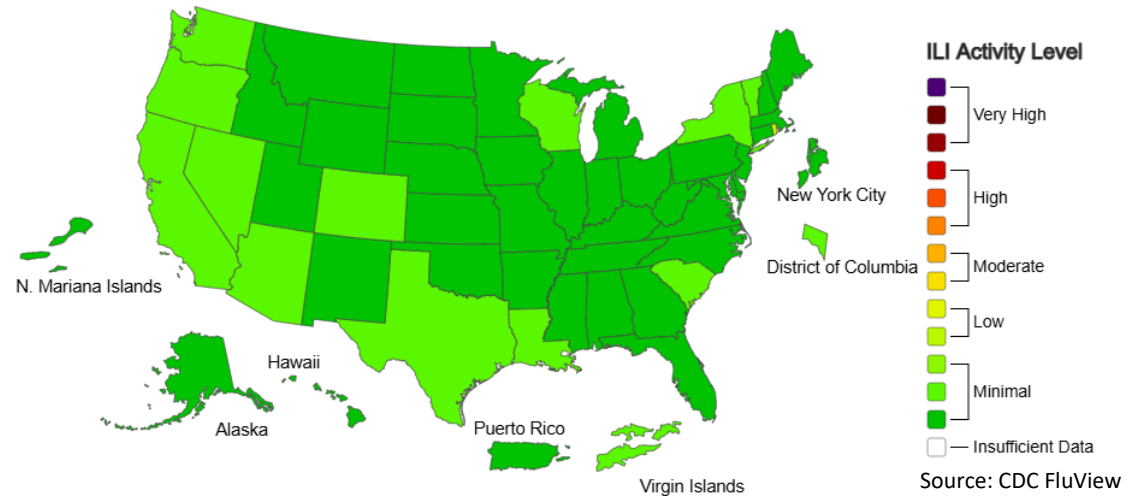 ILI Activity Level
Very High
High
Moderate
Low
Minimal
Insufficient Data
New York City
District of Columbia
N. Mariana Islands
Hawaii
Alaska
Puerto Rico
Virgin Islands
Source: CDC FluView